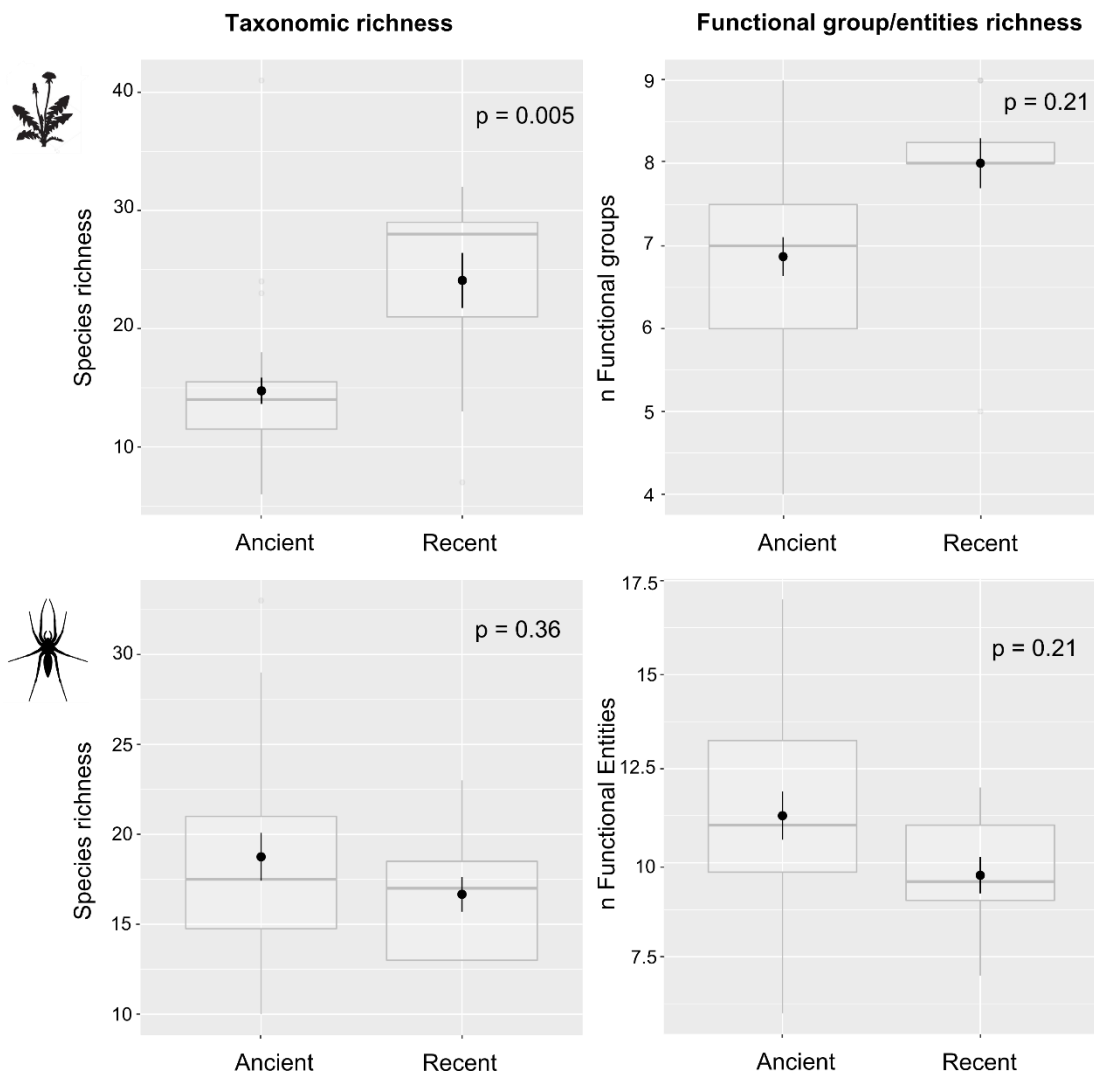 Taxonomic richness
Functional group/entities richness
40
30
20
10
Species richness
p = 0.005
Ancient
Recent
9
8
7
6
5
4
n Functional groups
p = 0.21
Ancient
Recent
30
25
20
15
10
Species richness
p = 0.36
Ancient
Recent
17.5
15
12.5
10
7.5
n Functional Entities
p = 0.21
Ancient
Recent